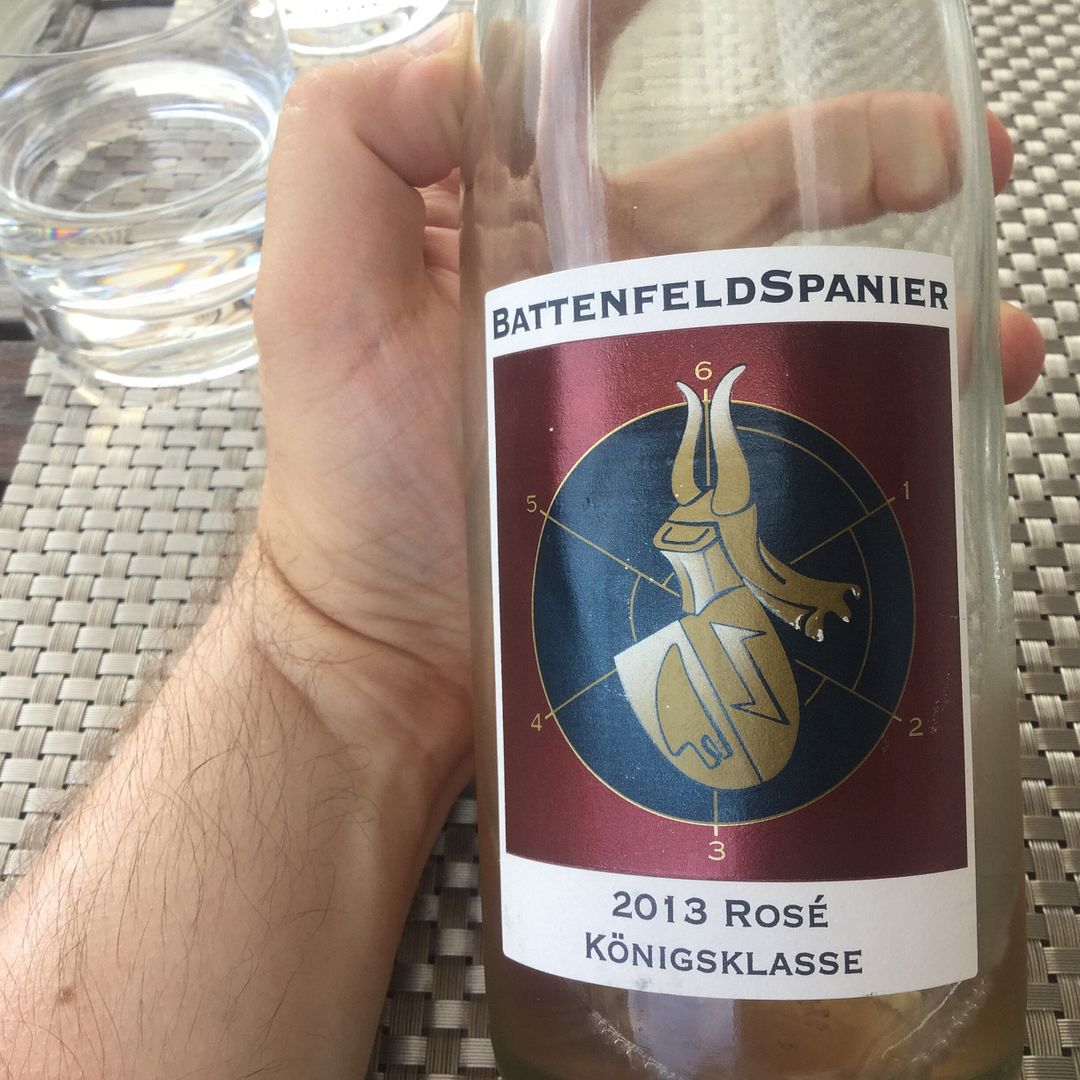 BATTENFELDSPANIER
6
5
1
4
2
3
2013 ROSÉ
KÖNIGSKLASSE